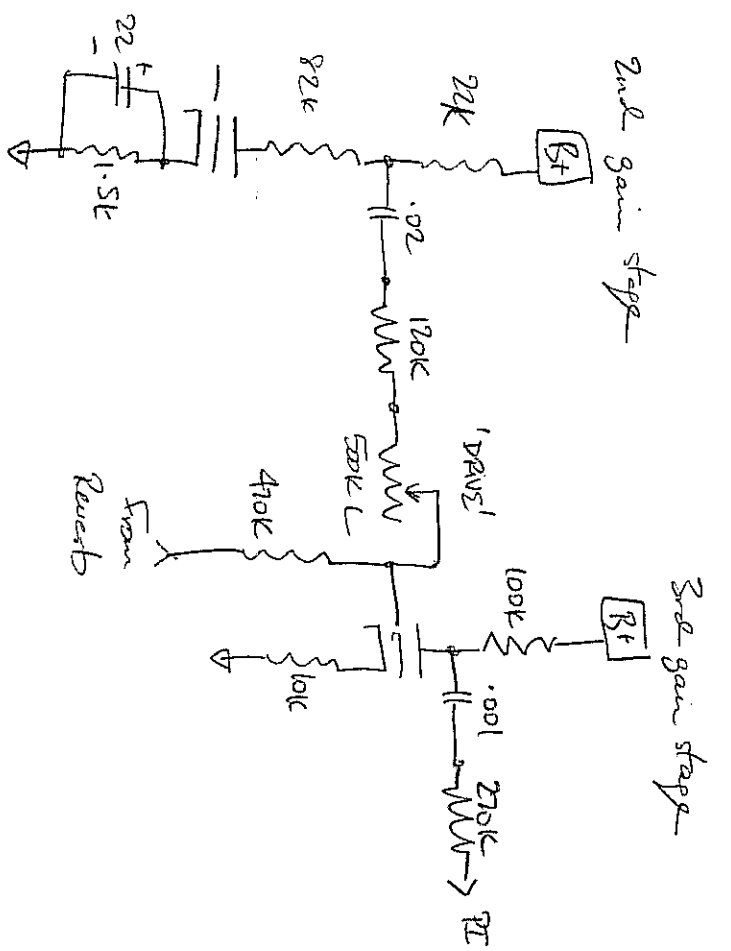 2nd gain stage
3rd gain stage
B+
B+
22K
100K
82K
.02
120K
'DRIVE'
500K L
.001
270K
PI
22
+
-
1.5K
470K
From
Reverb
10K